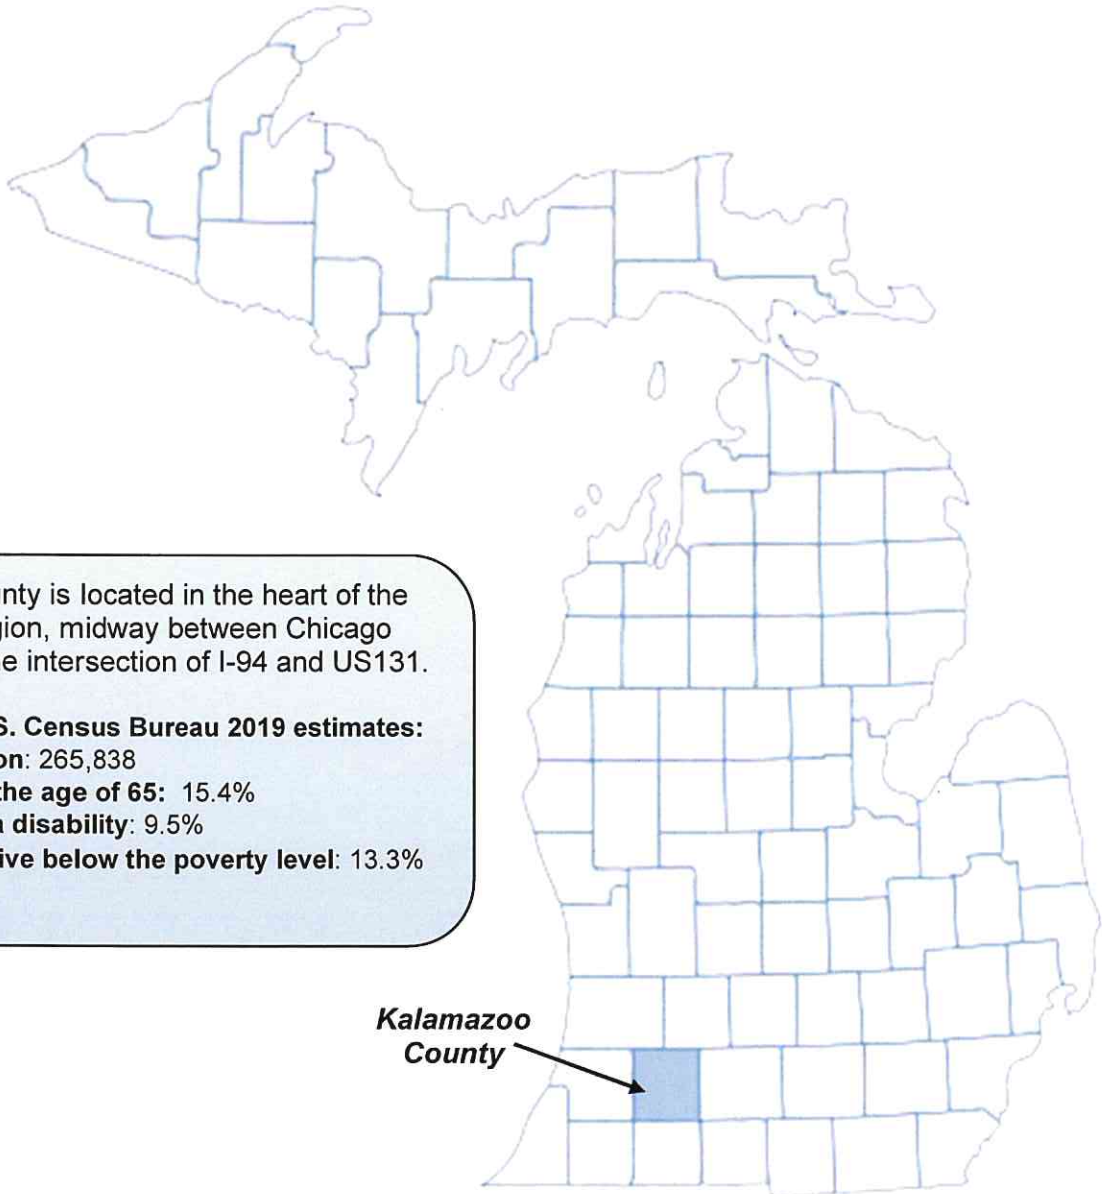 nty is located in the heart of the
gion, midway between Chicago
e intersection of I-94 and US131.
S. Census Bureau 2019 estimates:
on: 265,838
the age of 65: 15.4%
a disability: 9.5%
ive below the poverty level: 13.3%
Kalamazoo
County